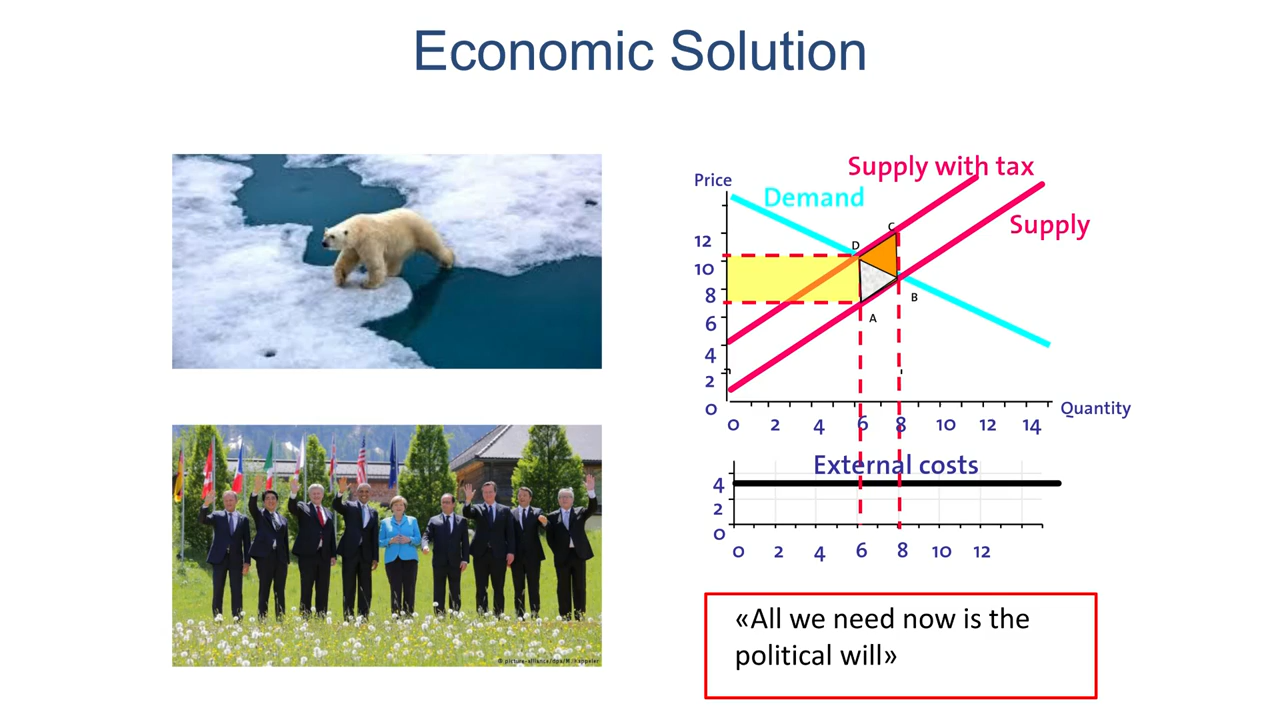 Economic Solution
Supply with tax
Price
Demand
Supply
C
D
12
10
8
6
4
2
0
B
A
Quantity
0 2 4 6 8 10 12 14
External costs
4
2
0
0 2 4 6 8 10 12
«All we need now is the
political will»